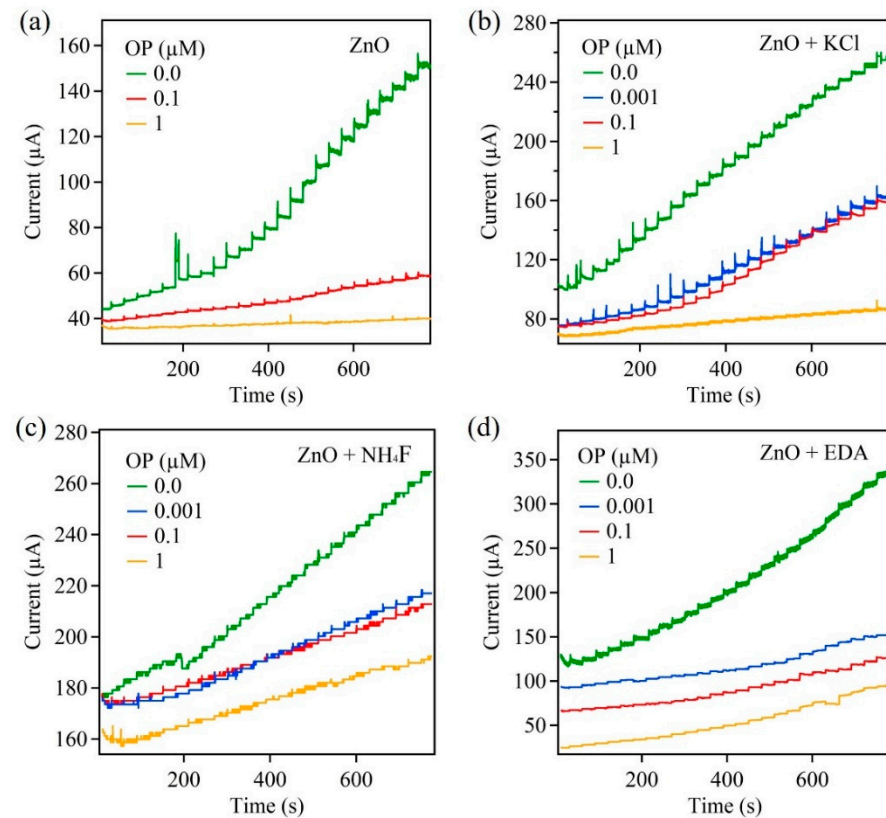 (a)
OP (µM)
0.0
0.1
1
ZnO
160
140
120
100
80
60
40
Current (µA)
200
400
600
Time (s)
(b)
OP (µM)
0.0
0.001
0.1
1
ZnO + KCl
260
240
200
160
120
80
Current (µA)
200
400
600
Time (s)
(c)
OP (µM)
0.0
0.001
0.1
1
ZnO + NH₄F
280
260
240
220
200
180
160
Current (µA)
200
400
600
Time (s)
(d)
OP (µM)
0.0
0.001
0.1
1
ZnO + EDA
350
300
250
200
150
100
50
Current (µA)
200
400
600
Time (s)